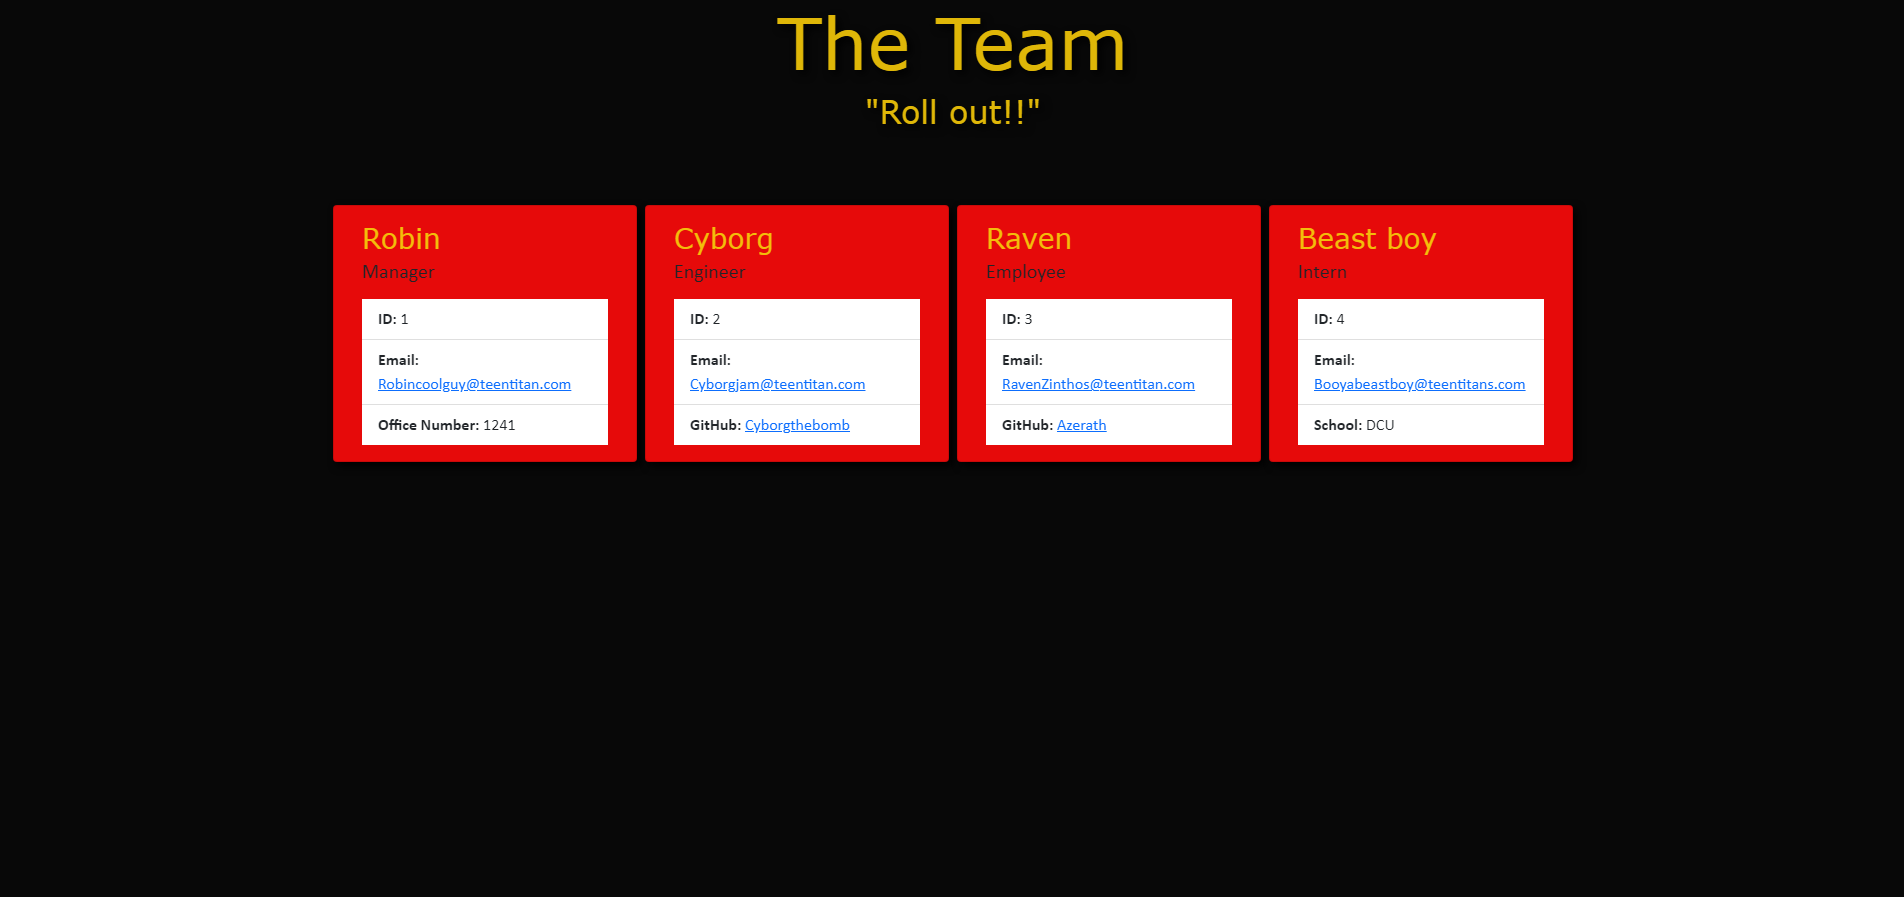 The Team
"Roll out!!"
Robin
Manager
ID: 1
Email:
Robincoolguy@teentitan.com
Office Number: 1241
Cyborg
Engineer
ID: 2
Email:
Cyborgjam@teentitan.com
GitHub: Cyborgthebomb
Raven
Employee
ID: 3
Email:
RavenZinthos@teentitan.com
GitHub: Azerath
Beast boy
Intern
ID: 4
Email:
Booyabeastboy@teentitans.com
School: DCU